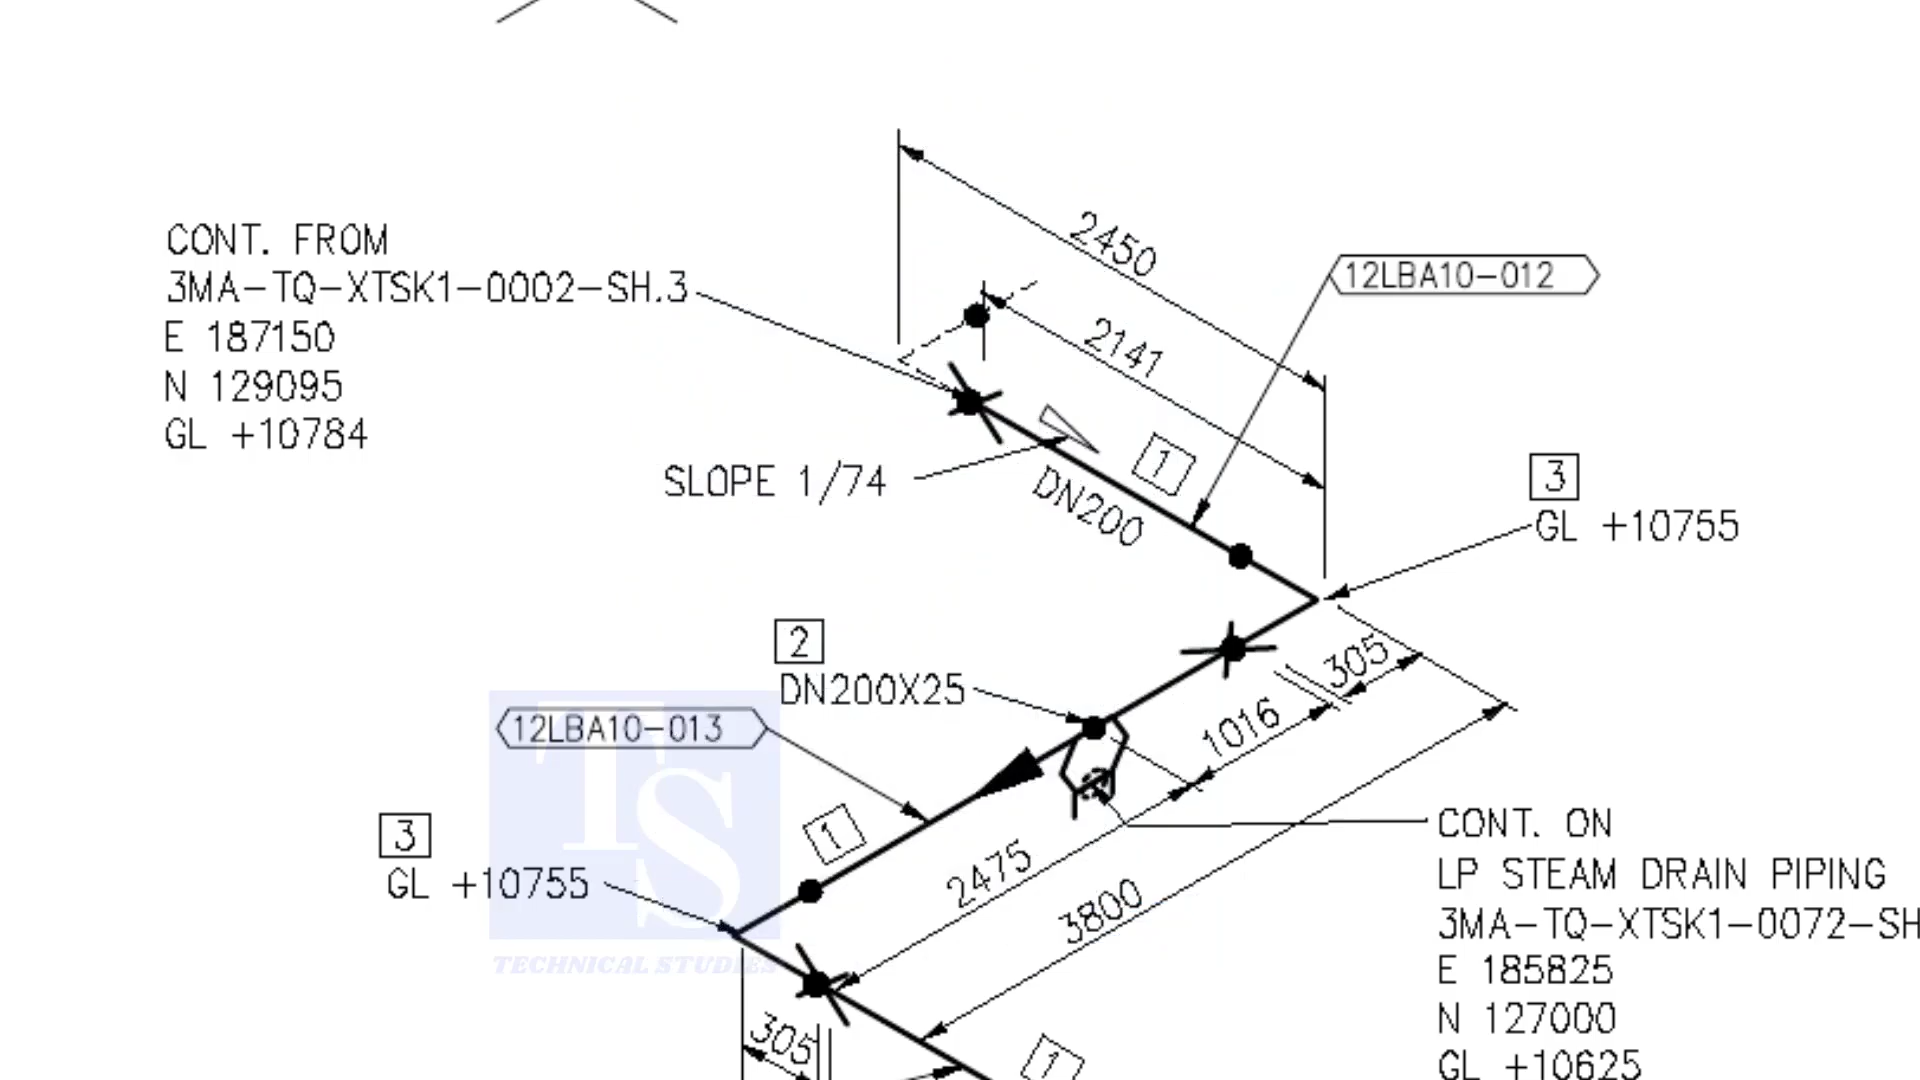 2450
12LBA10-012
CONT. FROM
3MA-TQ-XTSK1-0002-SH.3
E 187150
N 129095
GL +10784
2141
1
SLOPE 1/74
DN200
3
GL +10755
2
DN200X25
305
1016
12LBA10-013
TS
3
1
GL +10755
2475
3800
CONT. ON
LP STEAM DRAIN PIPING
3MA-TQ-XTSK1-0072-SH
E 185825
N 127000
GL +10625
TECHNICAL STUDIES
305
1